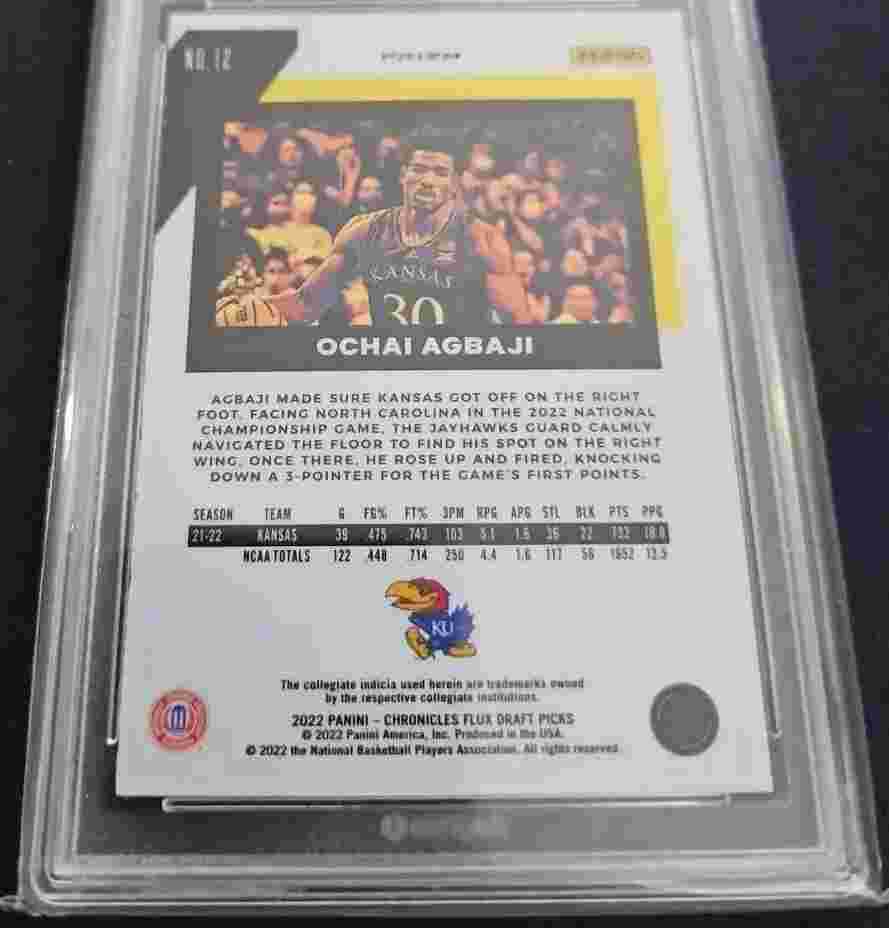 NO. 12
KANSAS
30
OCHAI AGBAJI
AGBAJI MADE SURE KANSAS GOT OFF ON THE RIGHT
FOOT. FACING NORTH CAROLINA IN THE 2022 NATIONAL
CHAMPIONSHIP GAME, THE JAYHAWKS GUARD CALMLY
NAVIGATED THE FLOOR TO FIND HIS SPOT ON THE RIGHT
WING. ONCE THERE, HE ROSE UP AND FIRED, KNOCKING
DOWN A 3-POINTER FOR THE GAME'S FIRST POINTS.
SEASON TEAM G FG% FT% 3PM RPG APG STL BLK PTS PPG
21-22 KANSAS 39 .475 .743 103 5.1 1.6 36 22 732 18.8
NCAA TOTALS 122 .448 .714 250 4.4 1.6 117 56 1652 13.5
KU
The collegiate indicia used herein are trademarks owned
by the respective collegiate institutions.
2022 PANINI – CHRONICLES FLUX DRAFT PICKS
© 2022 Panini America, Inc. Produced in the USA.
© 2022 the National Basketball Players Association. All rights reserved.